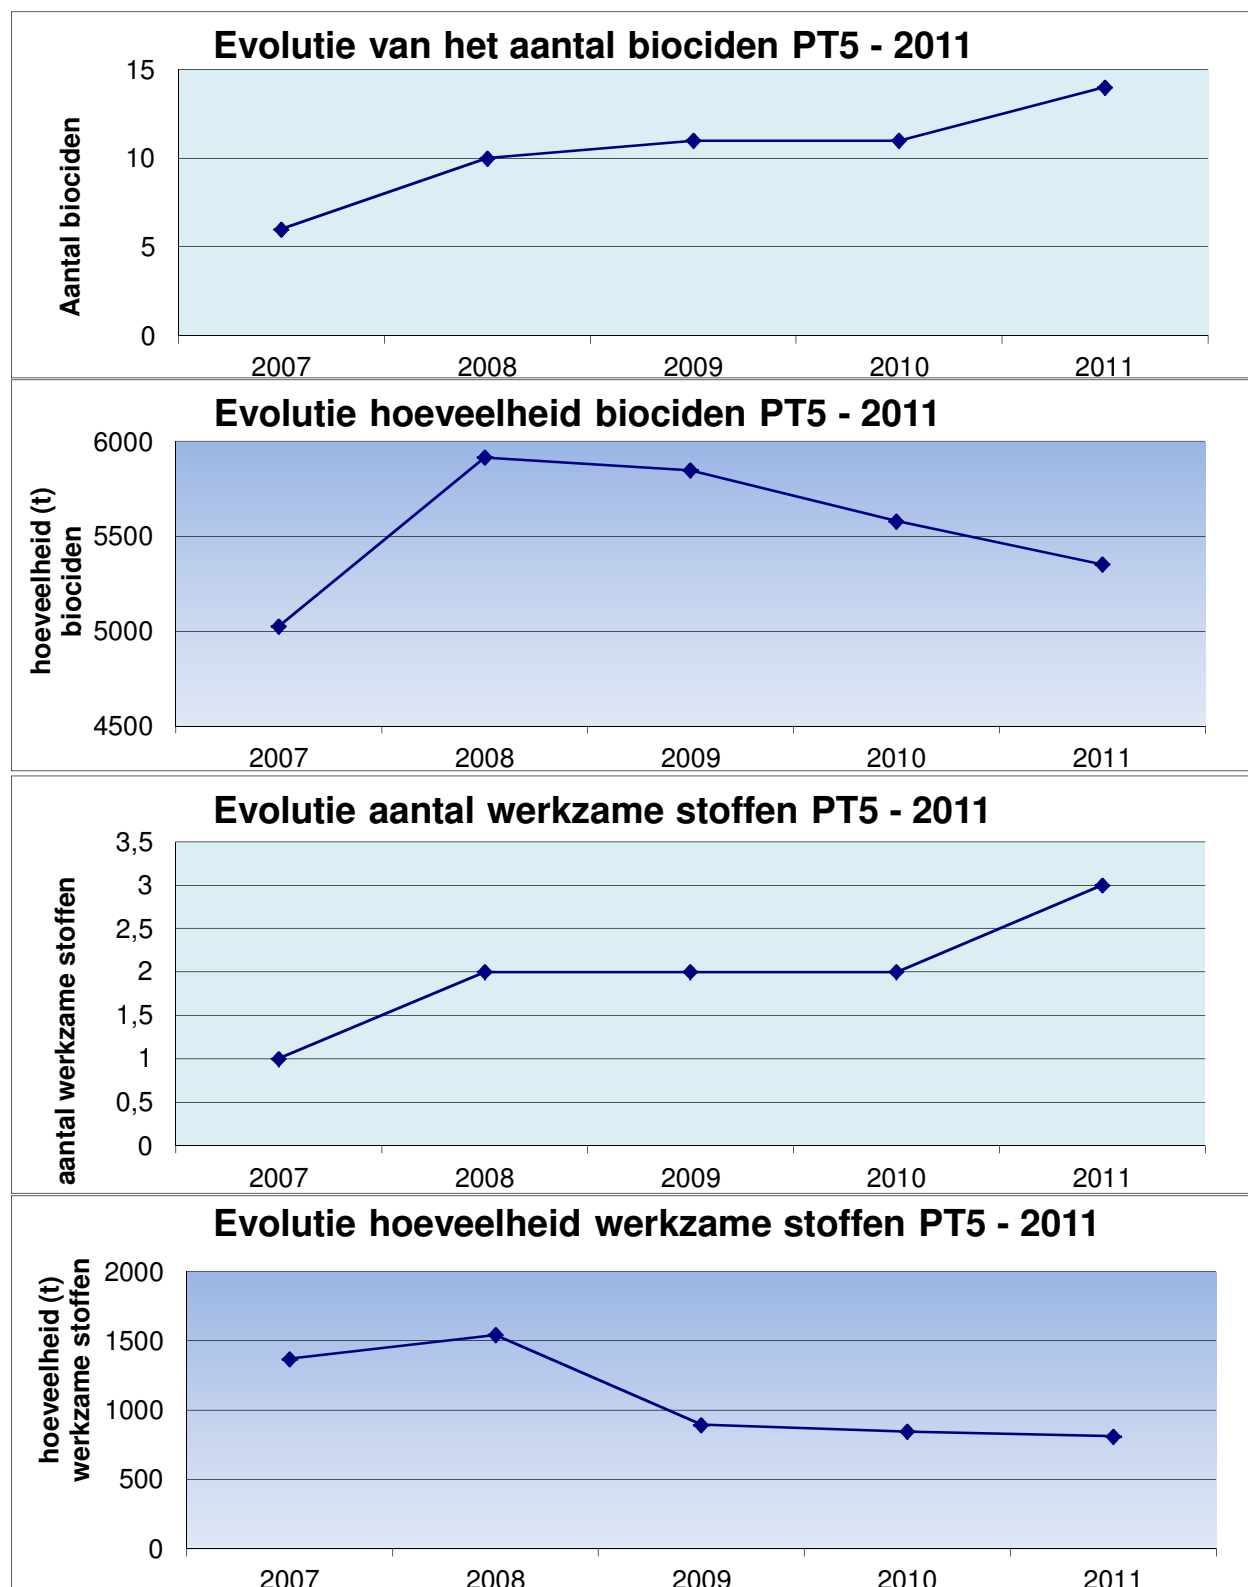 Evolutie van het aantal biociden PT5 - 2011
Aantal biociden
15
10
5
0
2007 2008 2009 2010 2011
Evolutie hoeveelheid biociden PT5 - 2011
hoeveelheid (t)
biociden
6000
5500
5000
4500
2007 2008 2009 2010 2011
Evolutie aantal werkzame stoffen PT5 - 2011
aantal werkzame stoffen
3,5
3
2,5
2
1,5
1
0,5
0
2007 2008 2009 2010 2011
Evolutie hoeveelheid werkzame stoffen PT5 - 2011
hoeveelheid (t)
werkzame stoffen
2000
1500
1000
500
0
2007 2008 2009 2010 2011